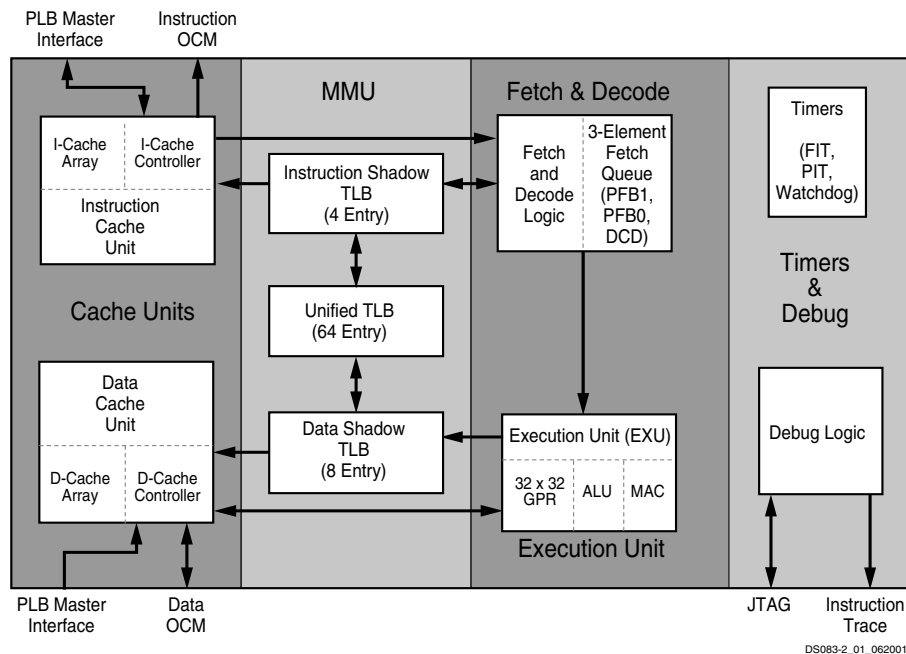 PLB Master
Interface
Instruction
OCM
MMU
Fetch & Decode
I-Cache
Array
I-Cache
Controller
Instruction
Cache
Unit
Instruction Shadow
TLB
(4 Entry)
Fetch
and
Decode
Logic
3-Element
Fetch
Queue
(PFB1,
PFB0,
DCD)
Timers
(FIT,
PIT,
Watchdog)
Cache Units
Unified TLB
(64 Entry)
Timers
&
Debug
Data
Cache
Unit
D-Cache
Array
D-Cache
Controller
Data Shadow
TLB
(8 Entry)
Execution Unit (EXU)
32 x 32
GPR
ALU
MAC
Execution Unit
Debug Logic
PLB Master
Interface
Data
OCM
JTAG
Instruction
Trace
DS083-2_01_062001